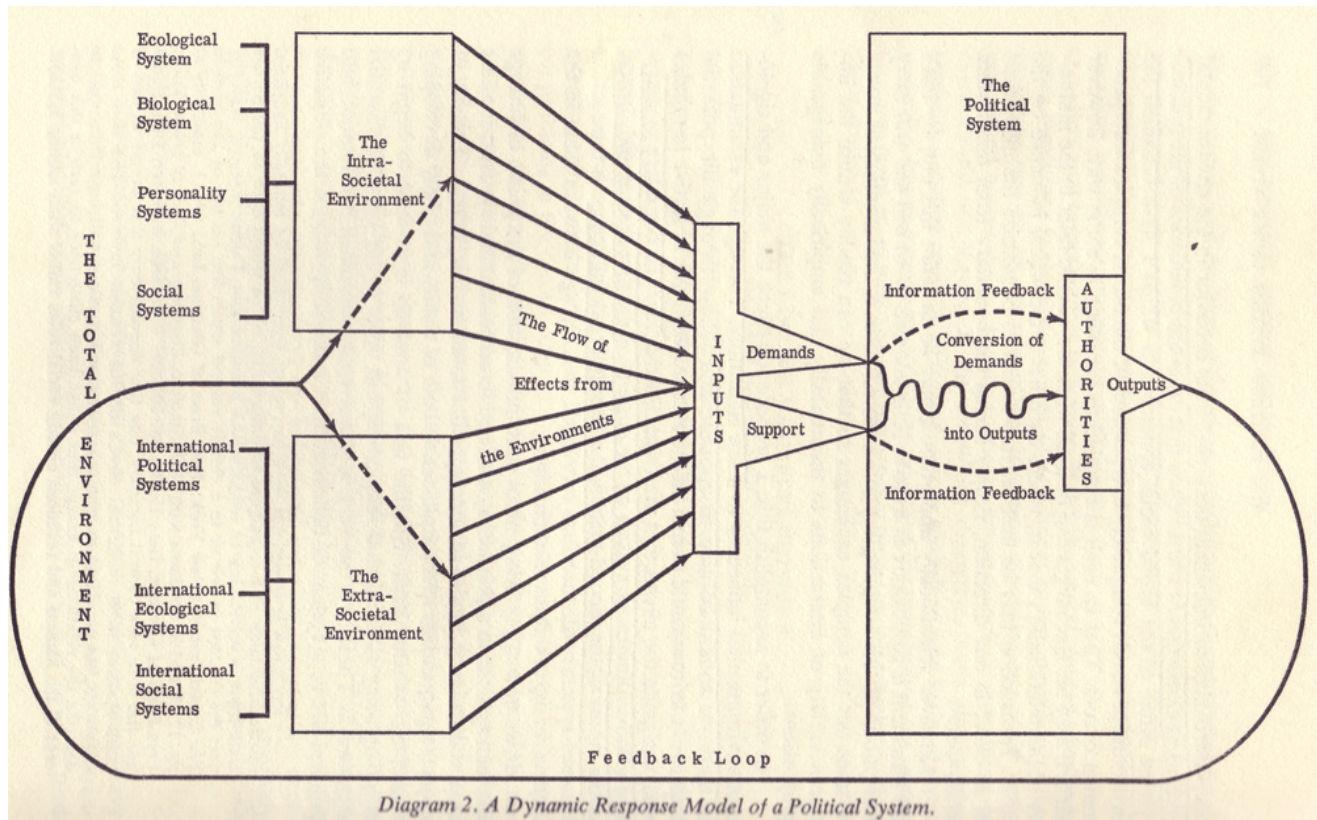 Ecological
System
Biological
System
Personality
Systems
Social
Systems
THE TOTAL ENVIRONMENT
International
Political
Systems
International
Ecological
Systems
International
Social
Systems
The
Intra-
Societal
Environment
The
Extra-
Societal
Environment
The Flow of
Effects from
the Environments
INPUTS
Demands
Support
The
Political
System
Information Feedback
Conversion of
Demands
into Outputs
Information Feedback
AUTHORITIES
Outputs
Feedback Loop
Diagram 2. A Dynamic Response Model of a Political System.